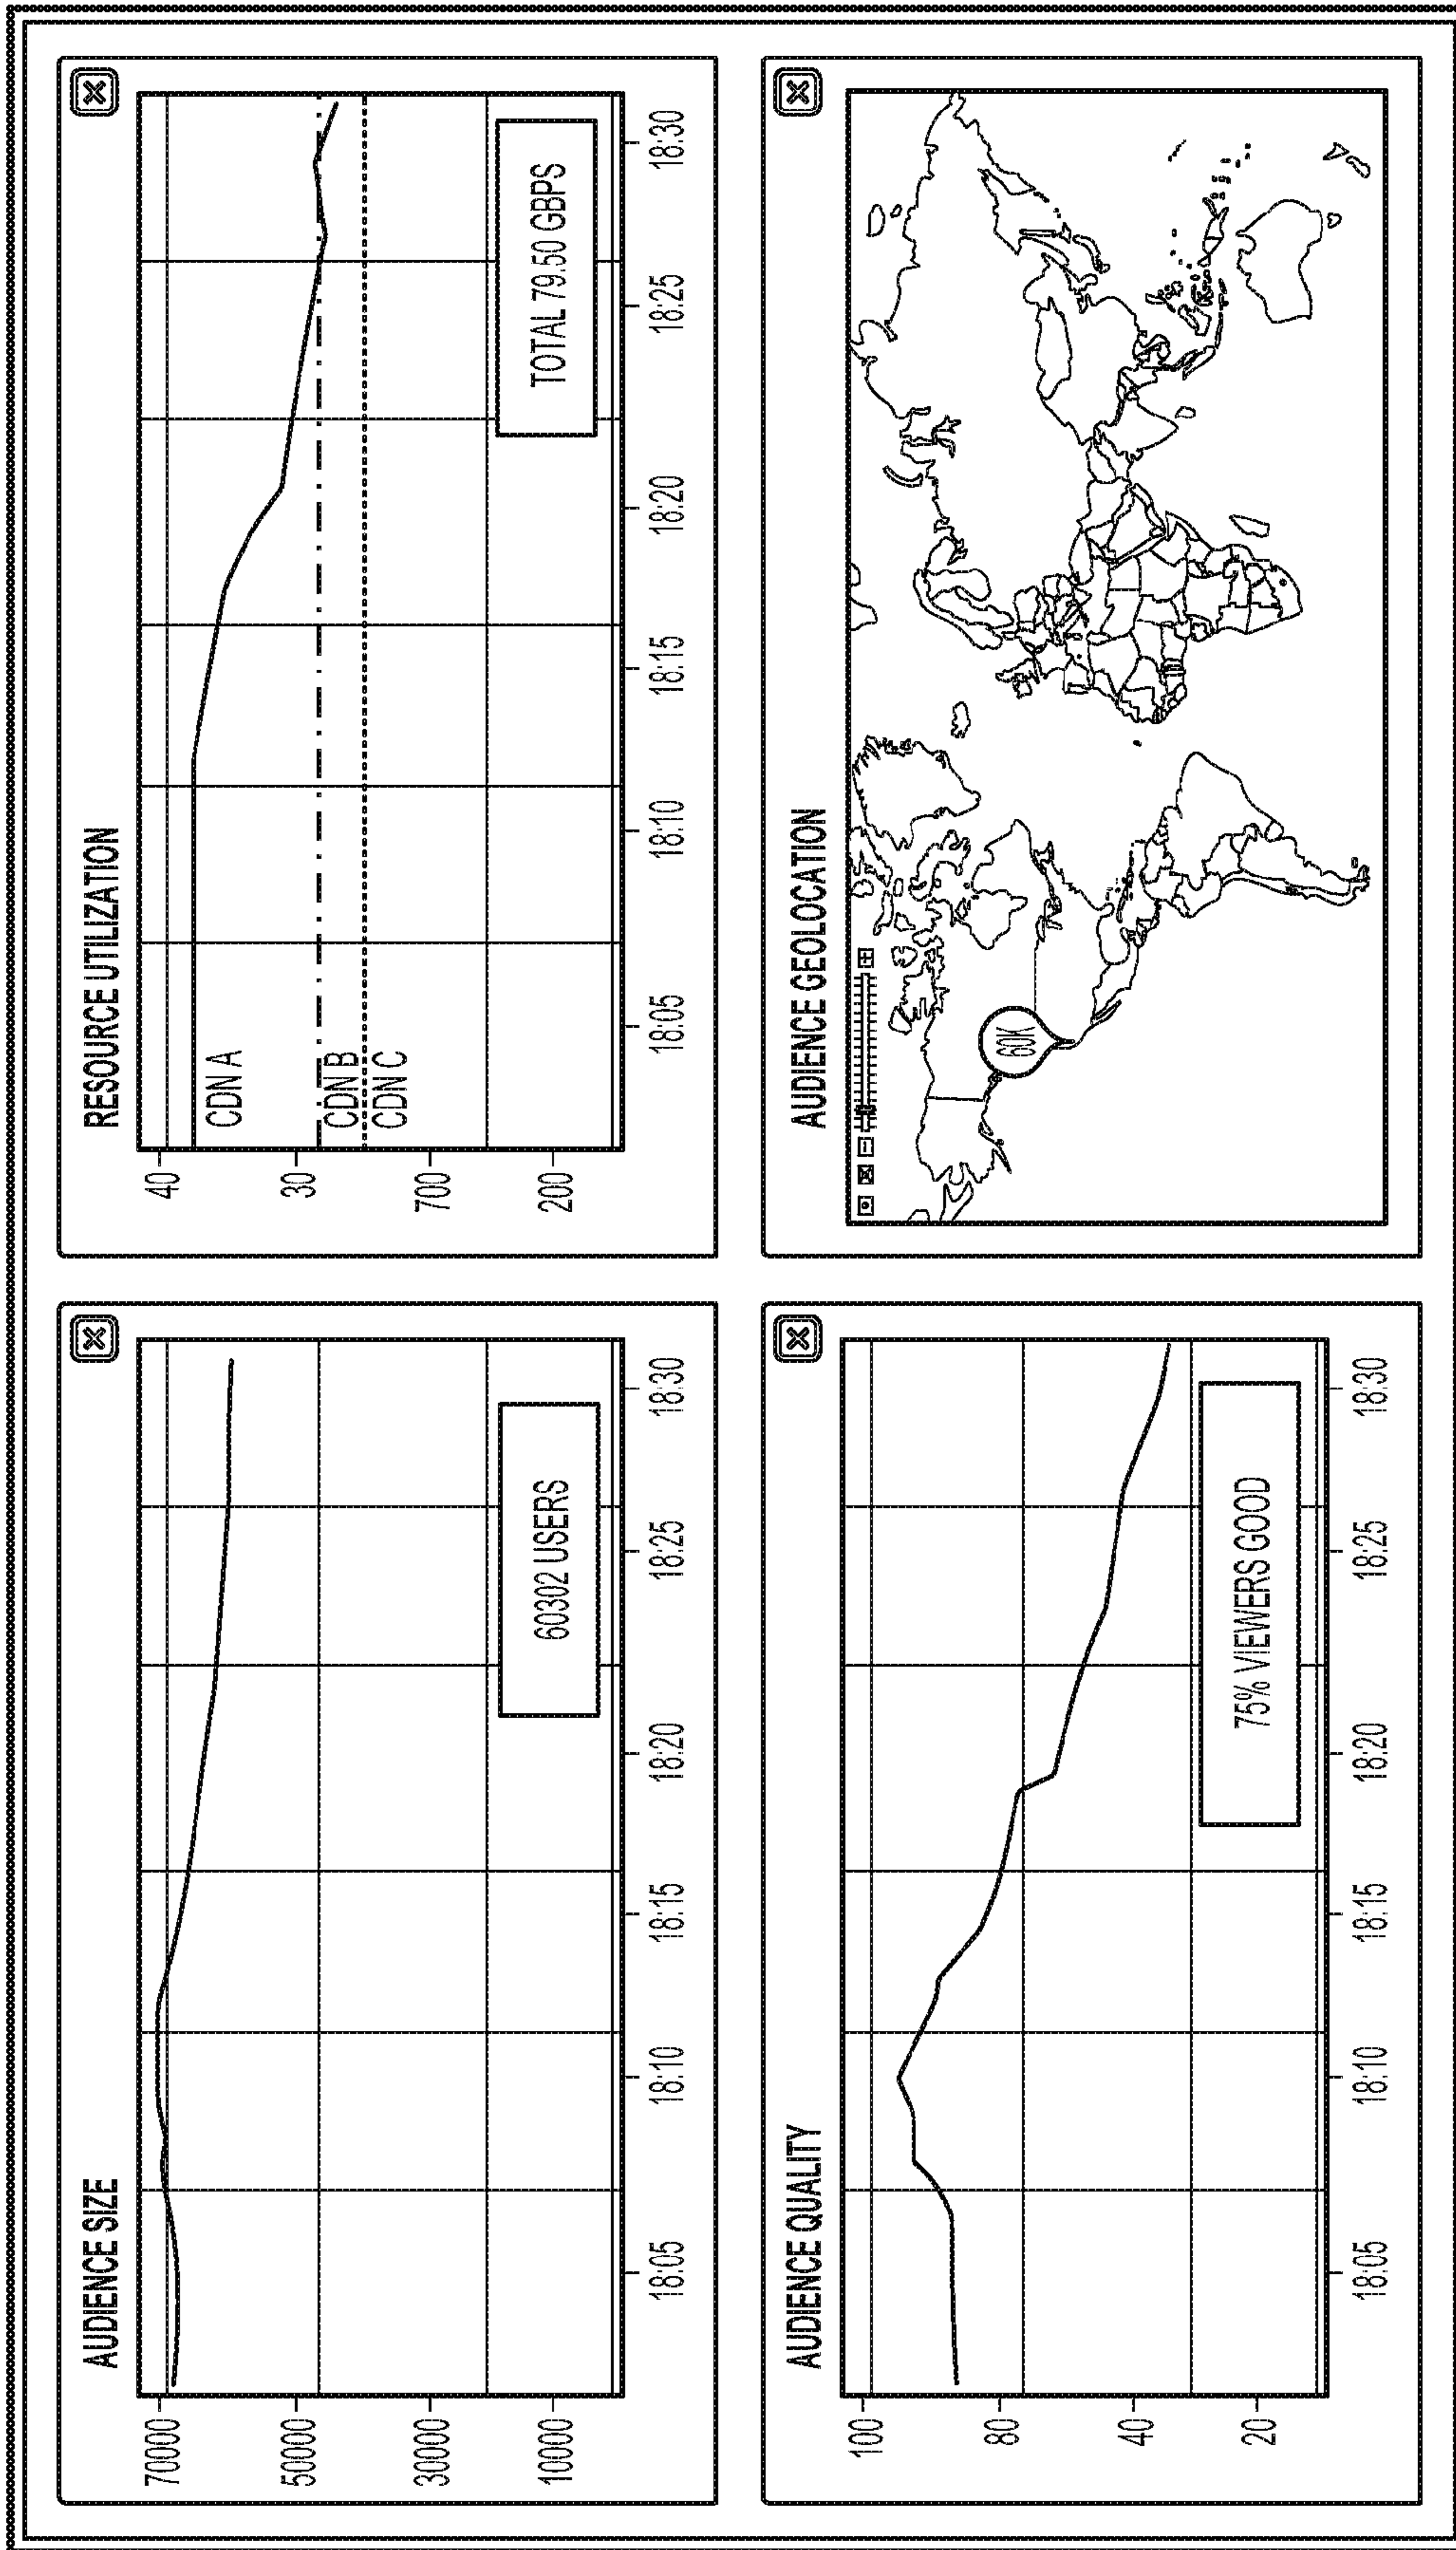 AUDIENCE SIZE
70000
50000
30000
10000
60302 USERS
18:05 18:10 18:15 18:20 18:25 18:30
RESOURCE UTILIZATION
40
30
700
200
CDN A
CDN B
CDN C
TOTAL 79.50 GBPS
18:05 18:10 18:15 18:20 18:25 18:30
AUDIENCE QUALITY
100
80
40
20
75% VIEWERS GOOD
18:05 18:10 18:15 18:20 18:25 18:30
AUDIENCE GEOLOCATION
60K